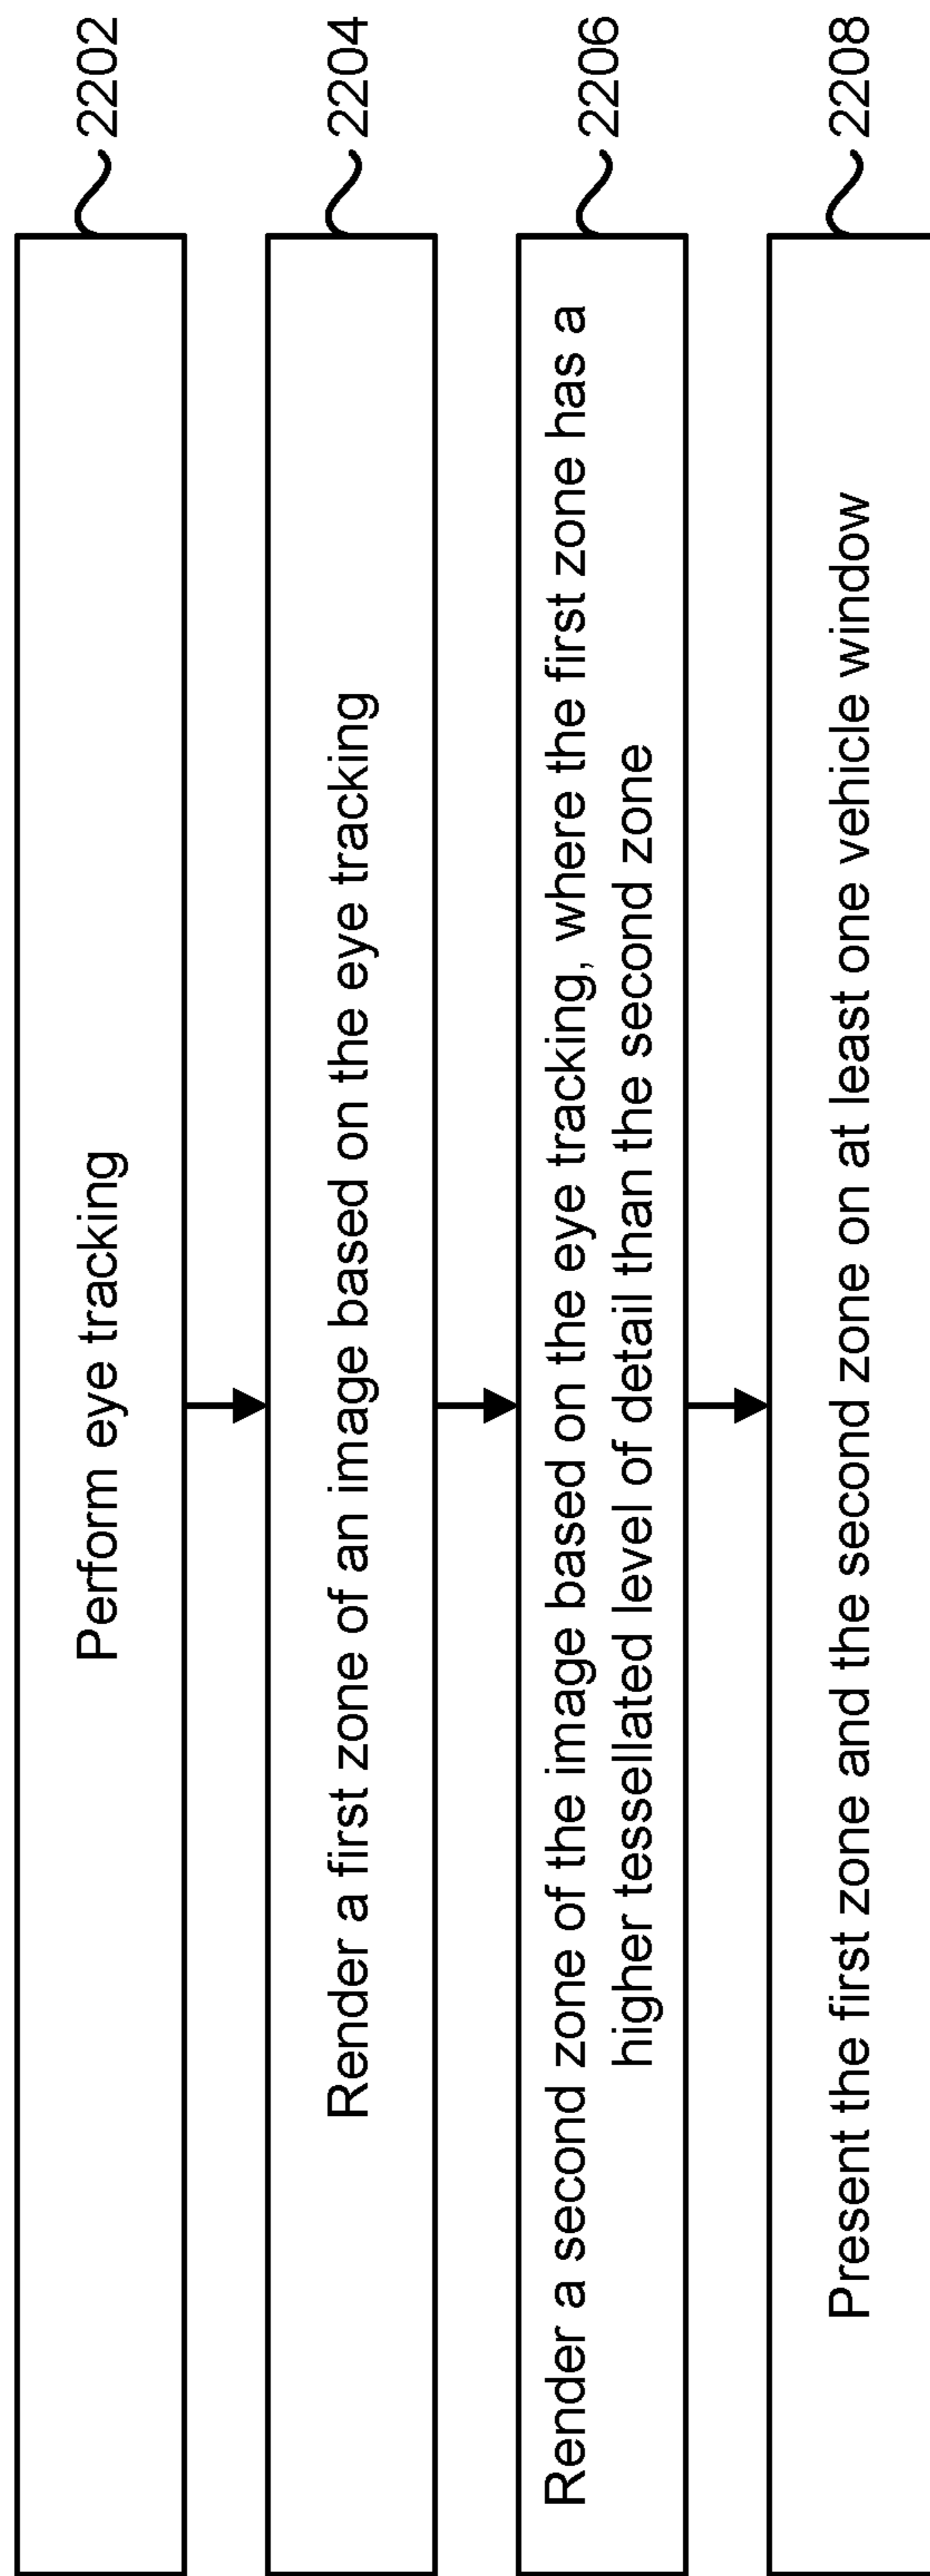 Perform eye tracking
2202
Render a first zone of an image based on the eye tracking
2204
Render a second zone of the image based on the eye tracking, where the first zone has a
higher tessellated level of detail than the second zone
2206
Present the first zone and the second zone on at least one vehicle window
2208